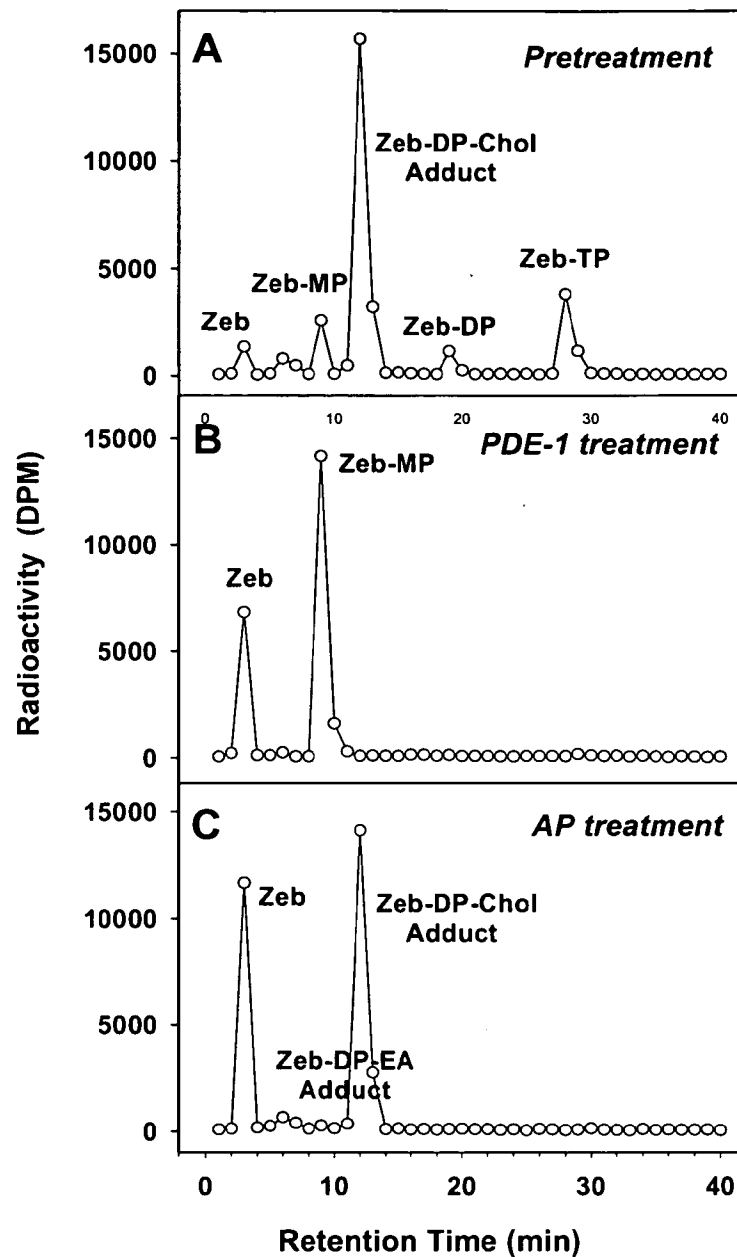 A
Pretreatment
15000
Zeb-DP-Chol
Adduct
10000
5000
Zeb-TP
Zeb-MP
Zeb
Zeb-DP
0
0 10 20 30 40
B
PDE-1 treatment
15000
Zeb-MP
10000
Zeb
5000
0
Radioactivity (DPM)
C
AP treatment
15000
Zeb
Zeb-DP-Chol
Adduct
10000
5000
Zeb-DP-EA
Adduct
0
0 10 20 30 40
Retention Time (min)